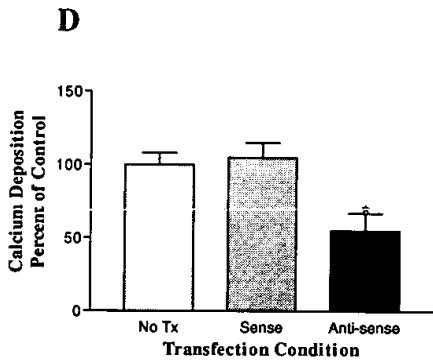 D
150
100
50
0
Calcium Deposition
Percent of Control
*
No Tx Sense Anti-sense
Transfection Condition